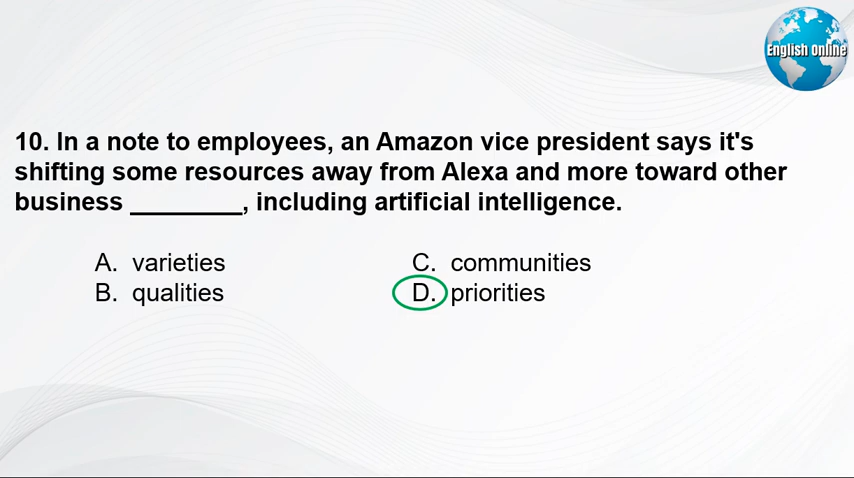 English Online
10. In a note to employees, an Amazon vice president says it's
shifting some resources away from Alexa and more toward other
business ________, including artificial intelligence.
A. varieties
B. qualities
C. communities
D. priorities